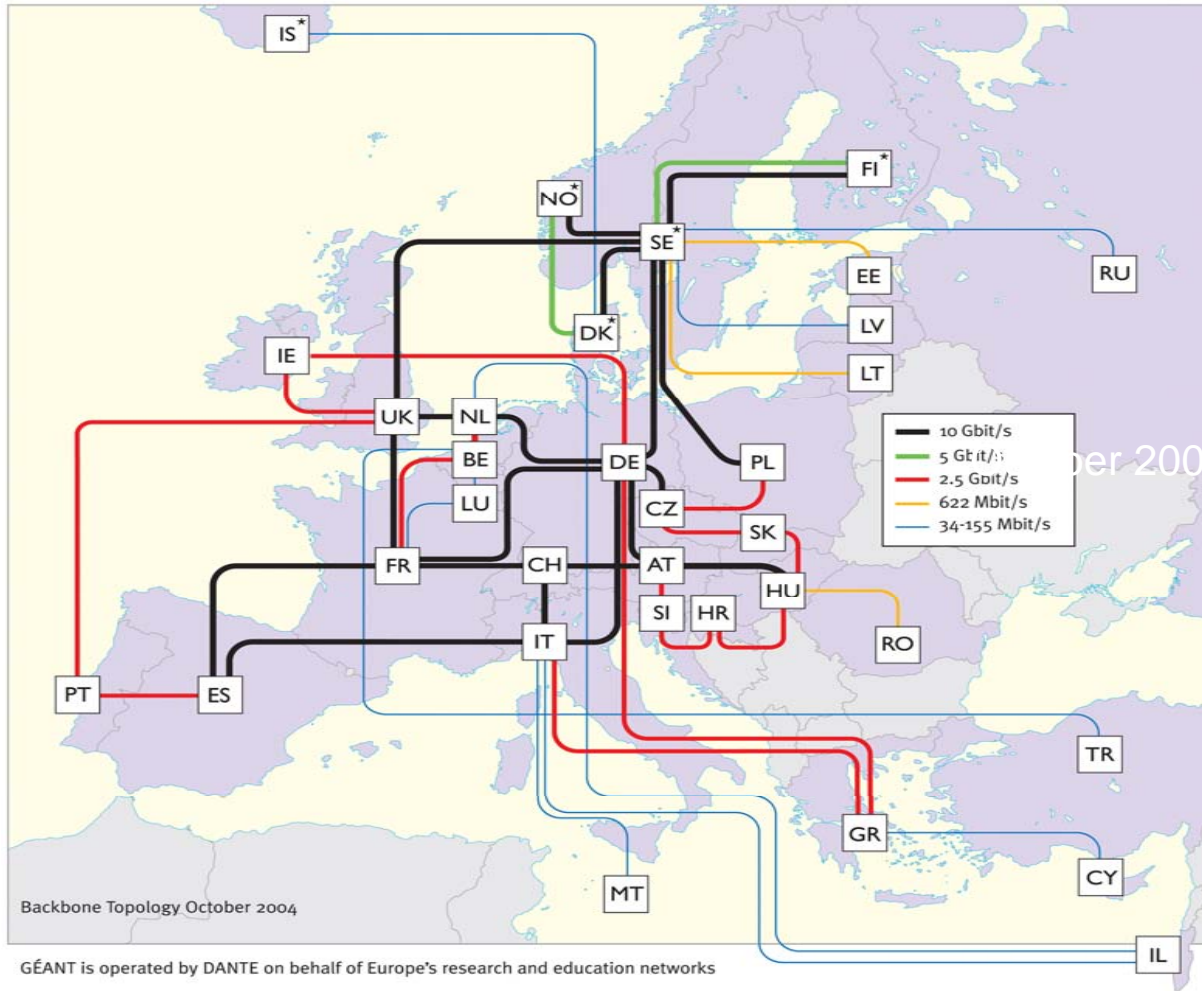 IS*
FI*
NO*
SE*
RU
EE
DK*
LV
IE
LT
UK
NL
10 Gbit/s
5 Gbit/s
2.5 Gbit/s
622 Mbit/s
34-155 Mbit/s
ber 200
BE
DE
PL
LU
CZ
SK
FR
CH
AT
HU
SI
HR
IT
RO
PT
ES
TR
GR
CY
MT
Backbone Topology October 2004
IL
GÉANT is operated by DANTE on behalf of Europe's research and education networks